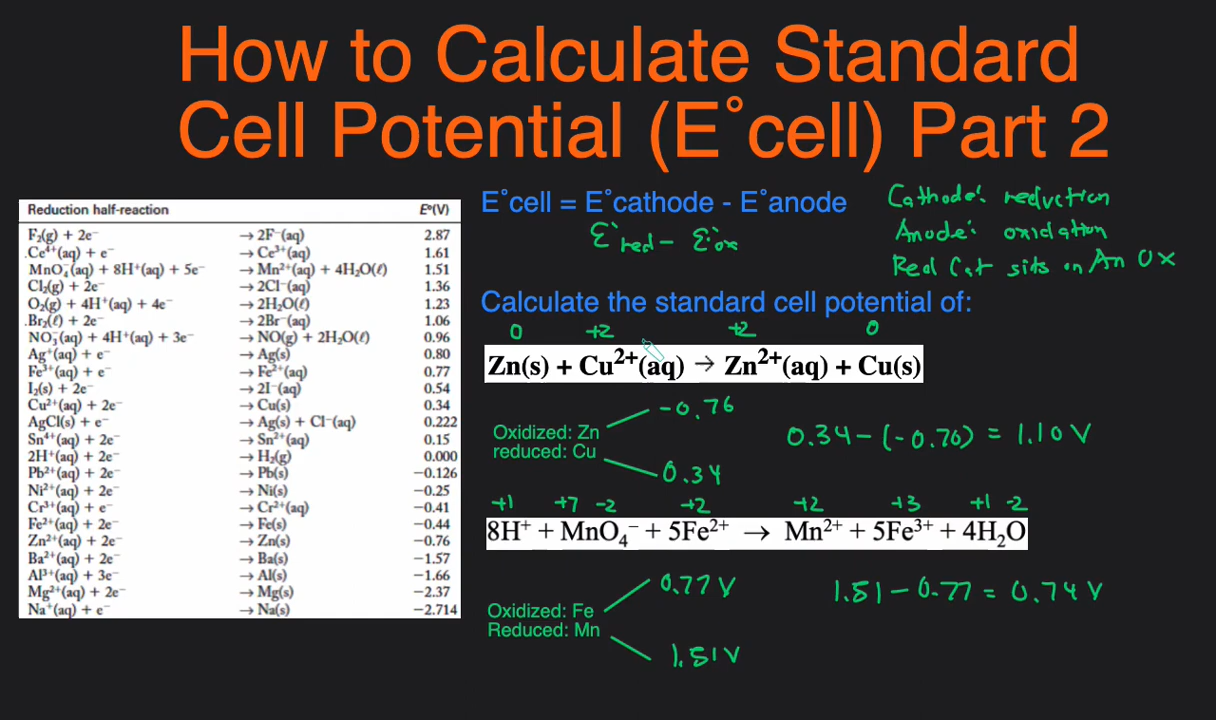 How to Calculate Standard
Cell Potential (E°cell) Part 2
Reduction half-reaction E°(V)
F₂(g) + 2e⁻ → 2F⁻(aq) 2.87
Ce⁴⁺(aq) + e⁻ → Ce³⁺(aq) 1.61
MnO₄⁻(aq) + 8H⁺(aq) + 5e⁻ → Mn²⁺(aq) + 4H₂O(ℓ) 1.51
Cl₂(g) + 2e⁻ → 2Cl⁻(aq) 1.36
O₂(g) + 4H⁺(aq) + 4e⁻ → 2H₂O(ℓ) 1.23
Br₂(ℓ) + 2e⁻ → 2Br⁻(aq) 1.06
NO₃⁻(aq) + 4H⁺(aq) + 3e⁻ → NO(g) + 2H₂O(ℓ) 0.96
Ag⁺(aq) + e⁻ → Ag(s) 0.80
Fe³⁺(aq) + e⁻ → Fe²⁺(aq) 0.77
I₂(s) + 2e⁻ → 2I⁻(aq) 0.54
Cu²⁺(aq) + 2e⁻ → Cu(s) 0.34
AgCl(s) + e⁻ → Ag(s) + Cl⁻(aq) 0.222
Sn⁴⁺(aq) + 2e⁻ → Sn²⁺(aq) 0.15
2H⁺(aq) + 2e⁻ → H₂(g) 0.000
Pb²⁺(aq) + 2e⁻ → Pb(s) −0.126
Ni²⁺(aq) + 2e⁻ → Ni(s) −0.25
Cr³⁺(aq) + e⁻ → Cr²⁺(aq) −0.41
Fe²⁺(aq) + 2e⁻ → Fe(s) −0.44
Zn²⁺(aq) + 2e⁻ → Zn(s) −0.76
Ba²⁺(aq) + 2e⁻ → Ba(s) −1.57
Al³⁺(aq) + 3e⁻ → Al(s) −1.66
Mg²⁺(aq) + 2e⁻ → Mg(s) −2.37
Na⁺(aq) + e⁻ → Na(s) −2.714
E°cell = E°cathode - E°anode
E°red - E°ox
Cathode: reduction
Anode: oxidation
Red Cat sits on An Ox
Calculate the standard cell potential of:
0 +2 +2 0
Zn(s) + Cu²⁺(aq) → Zn²⁺(aq) + Cu(s)
-0.76
Oxidized: Zn
reduced: Cu
0.34
0.34 - (-0.76) = 1.10 V
+1 +7 -2 +2 +2 +3 +1 -2
8H⁺ + MnO₄⁻ + 5Fe²⁺ → Mn²⁺ + 5Fe³⁺ + 4H₂O
0.77 V
Oxidized: Fe
Reduced: Mn
1.51 V
1.51 - 0.77 = 0.74 V